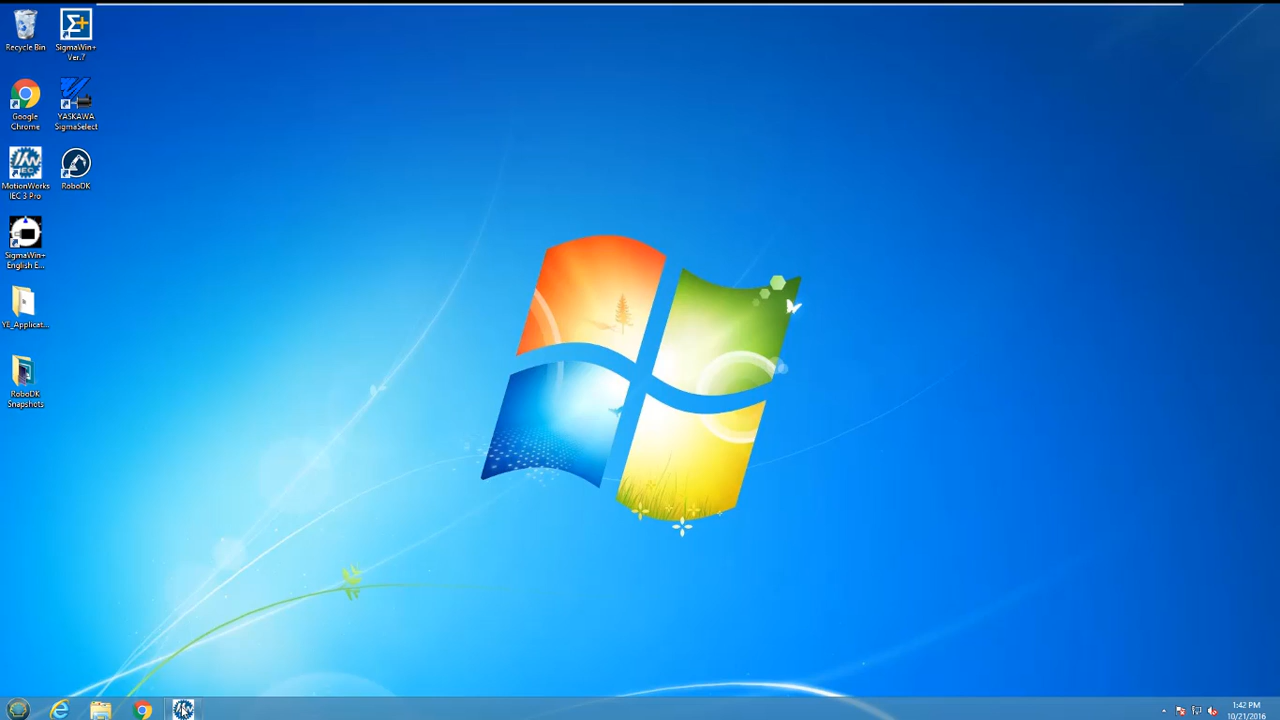 Recycle Bin
SigmaWin+
Ver.7
Google
Chrome
YASKAWA
SigmaSelect
MotionWorks
IEC 3 Pro
RoboDK
SigmaWin+
English E...
YE_Applicat...
RoboDK
Snapshots
1:42 PM
10/21/2016